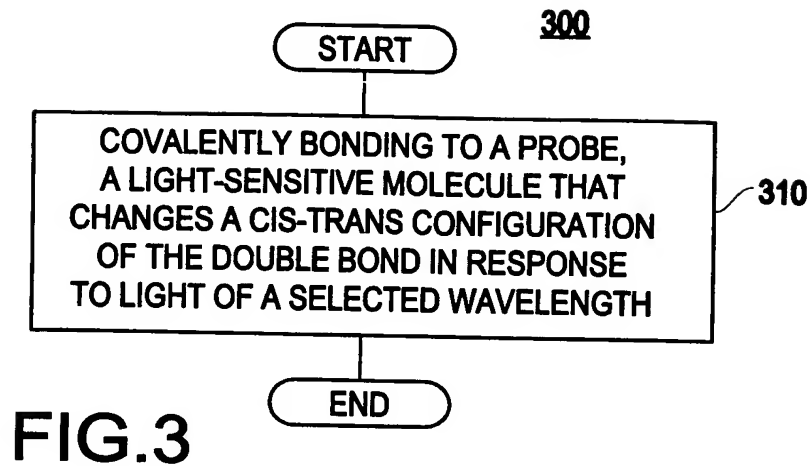 300
START
COVALENTLY BONDING TO A PROBE,
A LIGHT-SENSITIVE MOLECULE THAT
CHANGES A CIS-TRANS CONFIGURATION
OF THE DOUBLE BOND IN RESPONSE
TO LIGHT OF A SELECTED WAVELENGTH
310
END
FIG.3